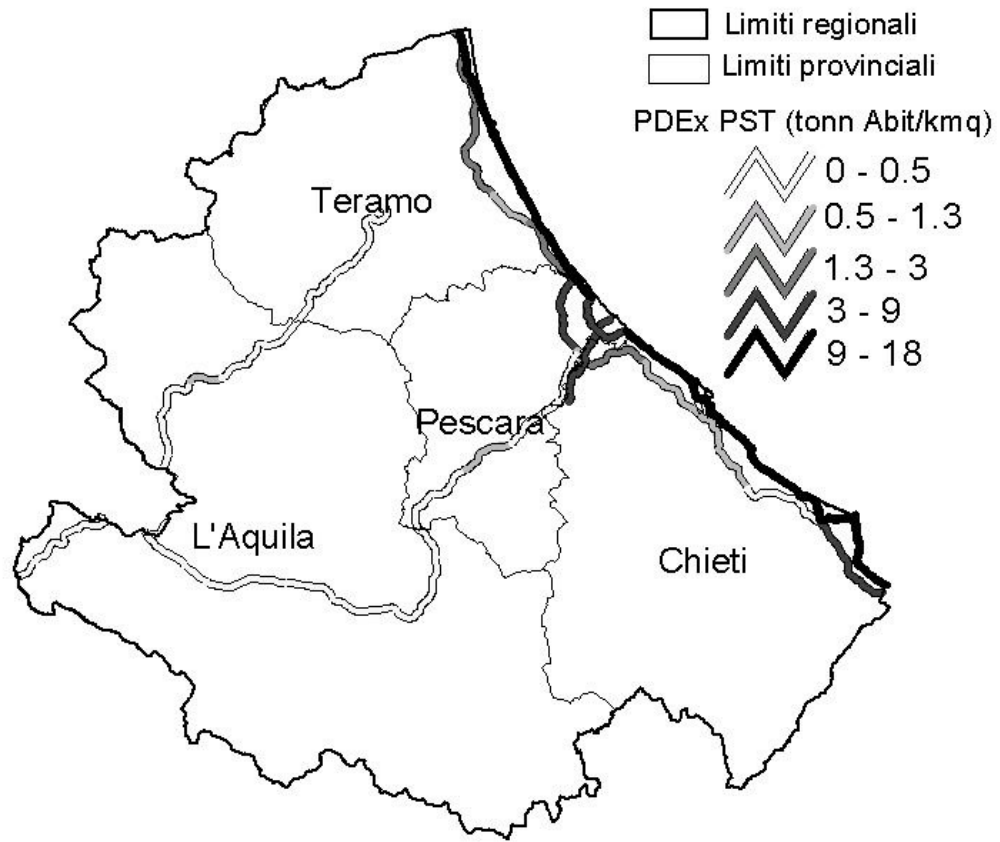 Limiti regionali
Limiti provinciali
PDEx PST (tonn Abit/kmq)
0 - 0.5
0.5 - 1.3
1.3 - 3
3 - 9
9 - 18
Teramo
Pescara
L'Aquila
Chieti